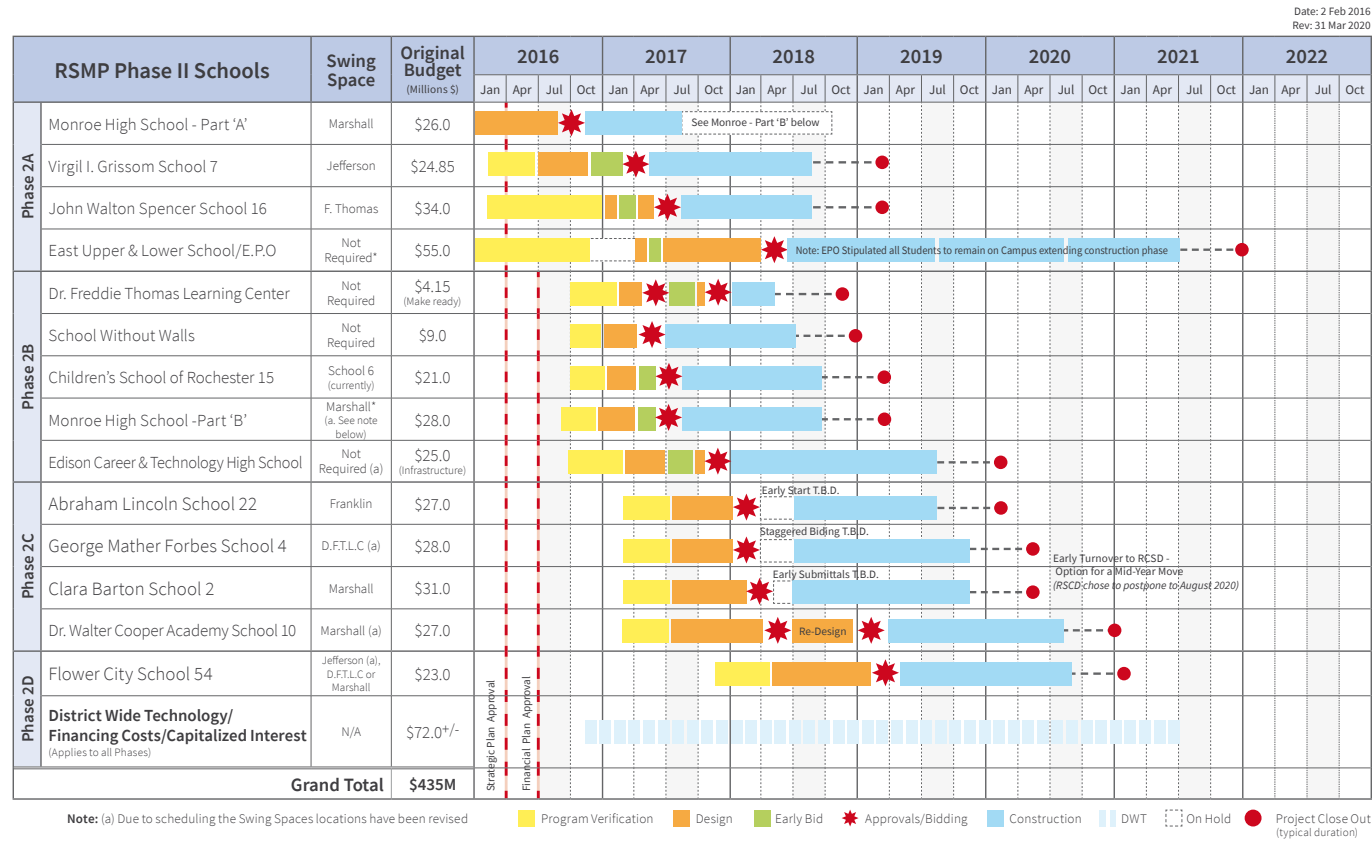 Date: 2 Feb 2016
Rev: 31 Mar 2020
RSMP Phase II Schools
Swing
Space
Original
Budget
(Millions $)
2016 2017 2018 2019 2020 2021 2022
Jan Apr Jul Oct Jan Apr Jul Oct Jan Apr Jul Oct Jan Apr Jul Oct Jan Apr Jul Oct Jan Apr Jul Oct Jan Apr Jul Oct
Phase 2A
Monroe High School - Part ‘A’ Marshall $26.0 See Monroe - Part ‘B’ below
Virgil I. Grissom School 7 Jefferson $24.85
John Walton Spencer School 16 F. Thomas $34.0
East Upper & Lower School/E.P.O
Not
Required*
$55.0
Note: EPO Stipulated all Students to remain on Campus extending construction phase
Phase 2B
Dr. Freddie Thomas Learning Center
Not
Required
$4.15
(Make ready)
School Without Walls
Not
Required
$9.0
Children’s School of Rochester 15
School 6
(currently)
$21.0
Monroe High School -Part ‘B’
Marshall*
(a. See note
below)
$28.0
Edison Career & Technology High School
Not
Required (a)
$25.0
(Infrastructure)
Phase 2C
Abraham Lincoln School 22 Franklin $27.0
Early Start T.B.D.
George Mather Forbes School 4 D.F.T.L.C (a) $28.0
Staggered Biding T.B.D.
Early Turnover to RCSD -
Option for a Mid-Year Move
(RSCD chose to postpone to August 2020)
Clara Barton School 2 Marshall $31.0
Early Submittals T.B.D.
Dr. Walter Cooper Academy School 10 Marshall (a) $27.0 Re-Design
Phase 2D
Flower City School 54
Jefferson (a),
D.F.T.L.C or
Marshall
$23.0
District Wide Technology/
Financing Costs/Capitalized Interest
(Applies to all Phases)
N/A
$72.0+/-
Strategic Plan Approval
Financial Plan Approval
Grand Total $435M
Note: (a) Due to scheduling the Swing Spaces locations have been revised
Program Verification Design Early Bid Approvals/Bidding Construction DWT On Hold Project Close Out
(typical duration)